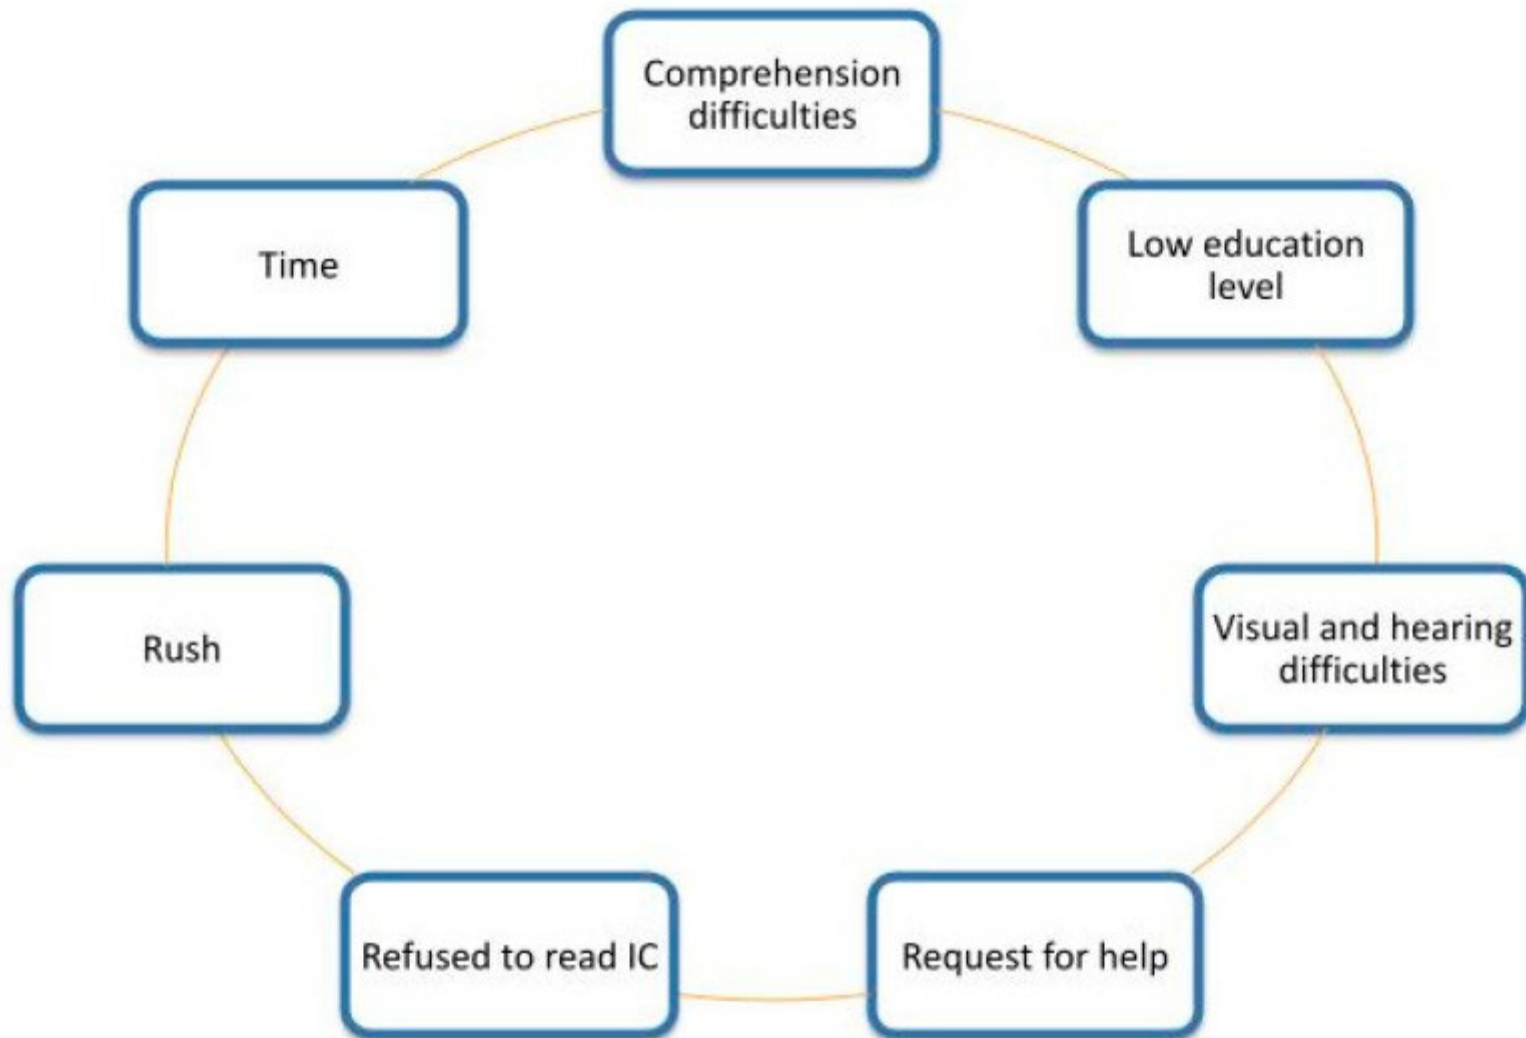 Comprehension
difficulties
Low education
level
Visual and hearing
difficulties
Request for help
Refused to read IC
Rush
Time